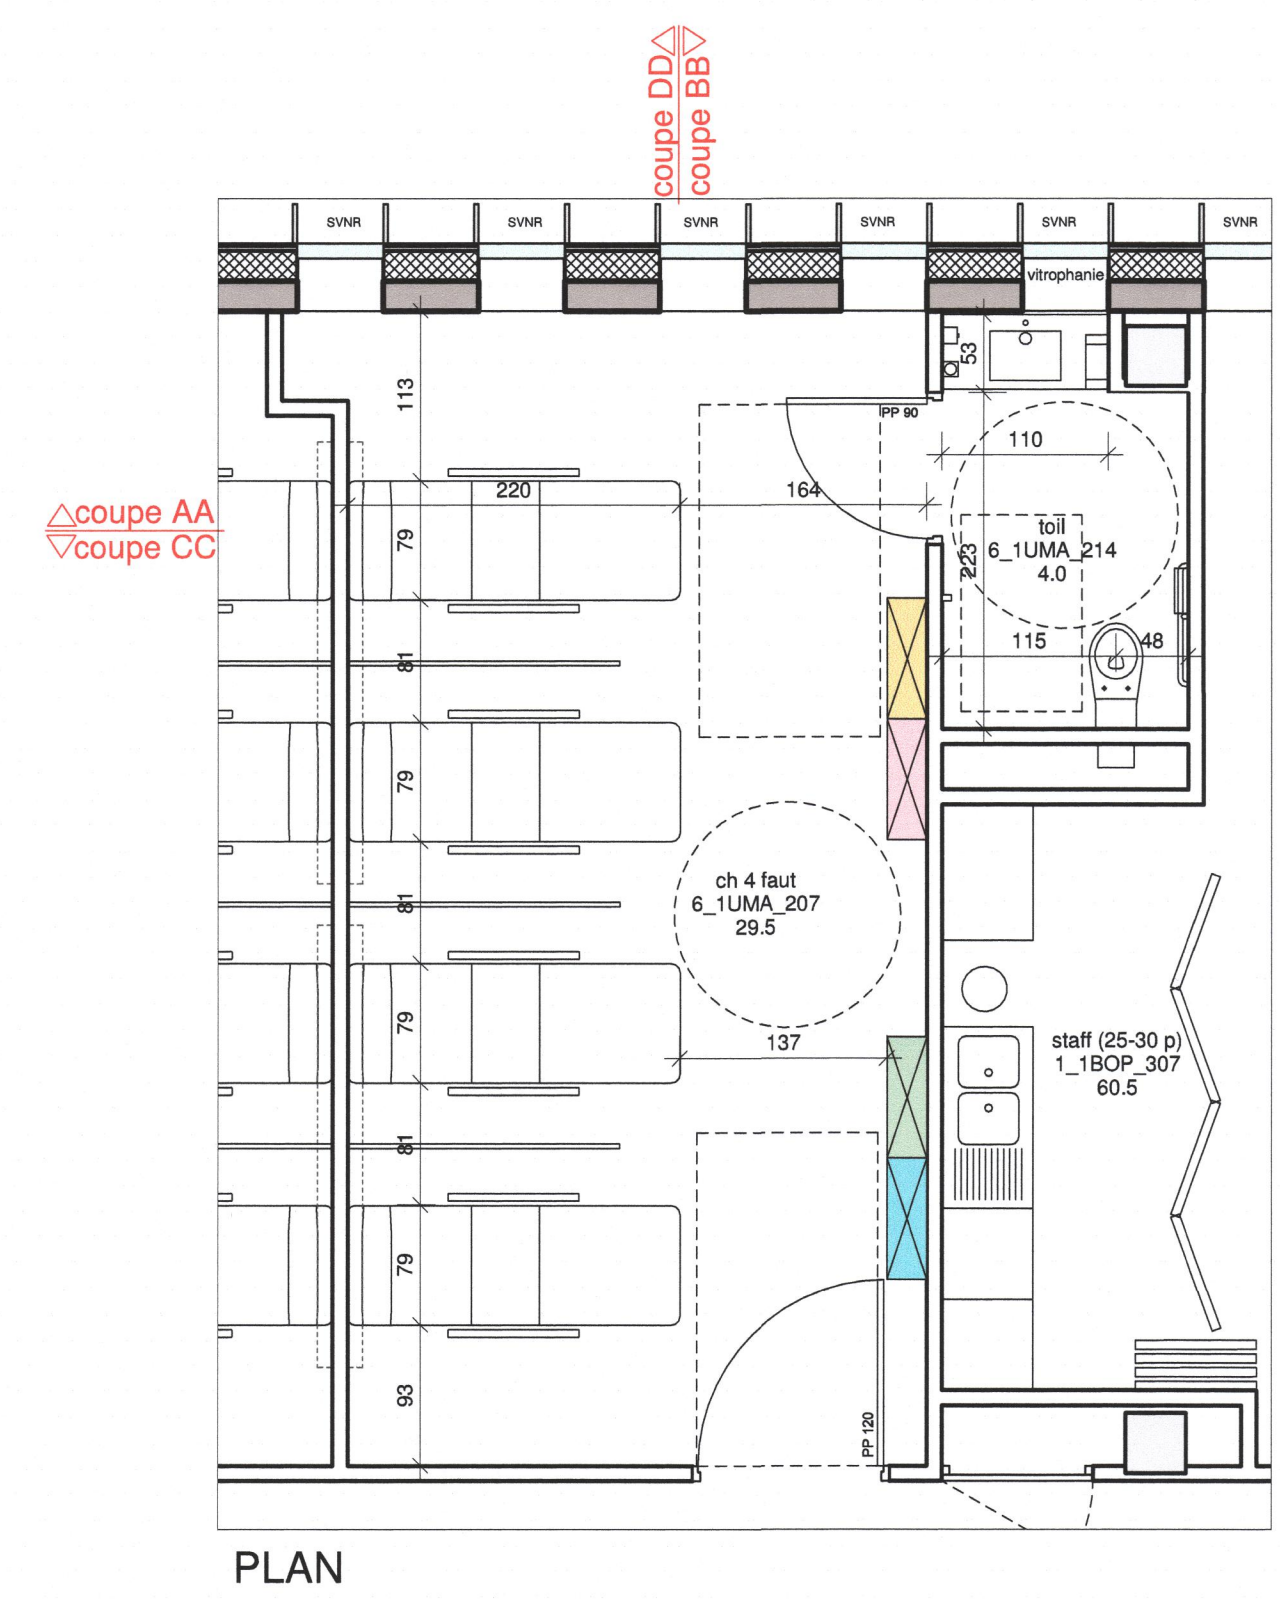 coupe DD
coupe BB
SVNR
SVNR
SVNR
SVNR
SVNR
SVNR
vitrophanie
53
113
PP 90
110
coupe AA
coupe CC
220
164
79
toil
6_1UMA_214
4.0
223
81
115
48
79
ch 4 faut
6_1UMA_207
29.5
81
79
137
staff (25-30 p)
1_1BOP_307
60.5
81
79
93
PP 120
PLAN